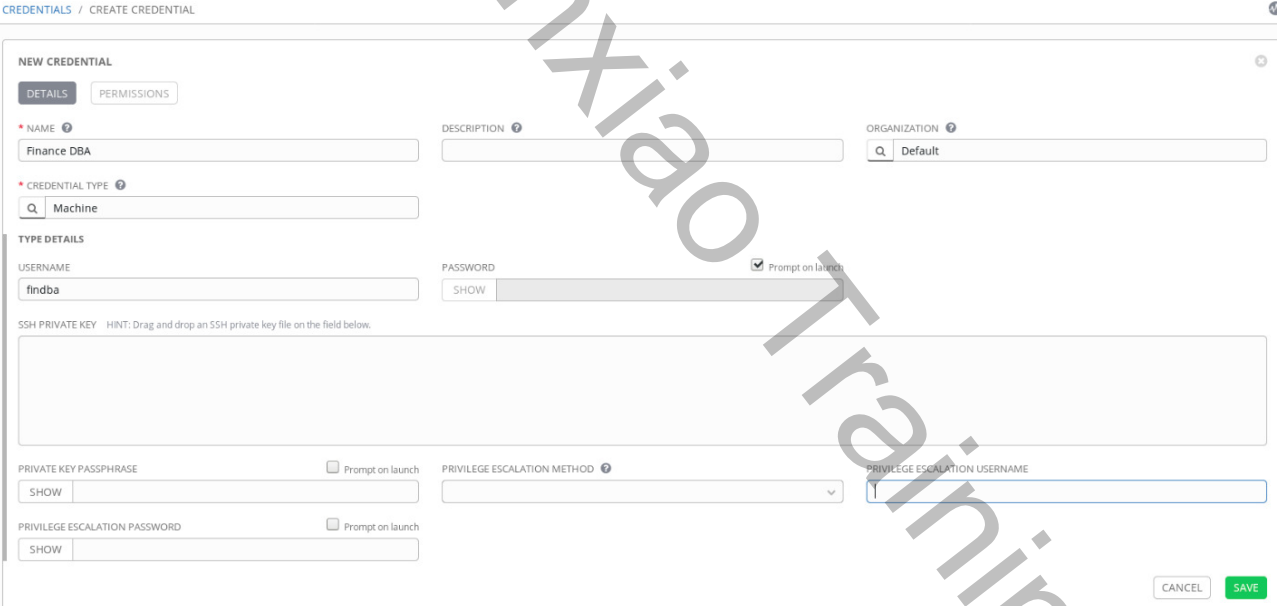 CREDENTIALS / CREATE CREDENTIAL
NEW CREDENTIAL
DETAILS PERMISSIONS
* NAME ? DESCRIPTION ? ORGANIZATION ?
Finance DBA Default
* CREDENTIAL TYPE ?
Machine
TYPE DETAILS
USERNAME PASSWORD Prompt on launch
findba SHOW
SSH PRIVATE KEY HINT: Drag and drop an SSH private key file on the field below.
PRIVATE KEY PASSPHRASE Prompt on launch PRIVILEGE ESCALATION METHOD ? PRIVILEGE ESCALATION USERNAME
SHOW
PRIVILEGE ESCALATION PASSWORD Prompt on launch
SHOW
CANCEL SAVE